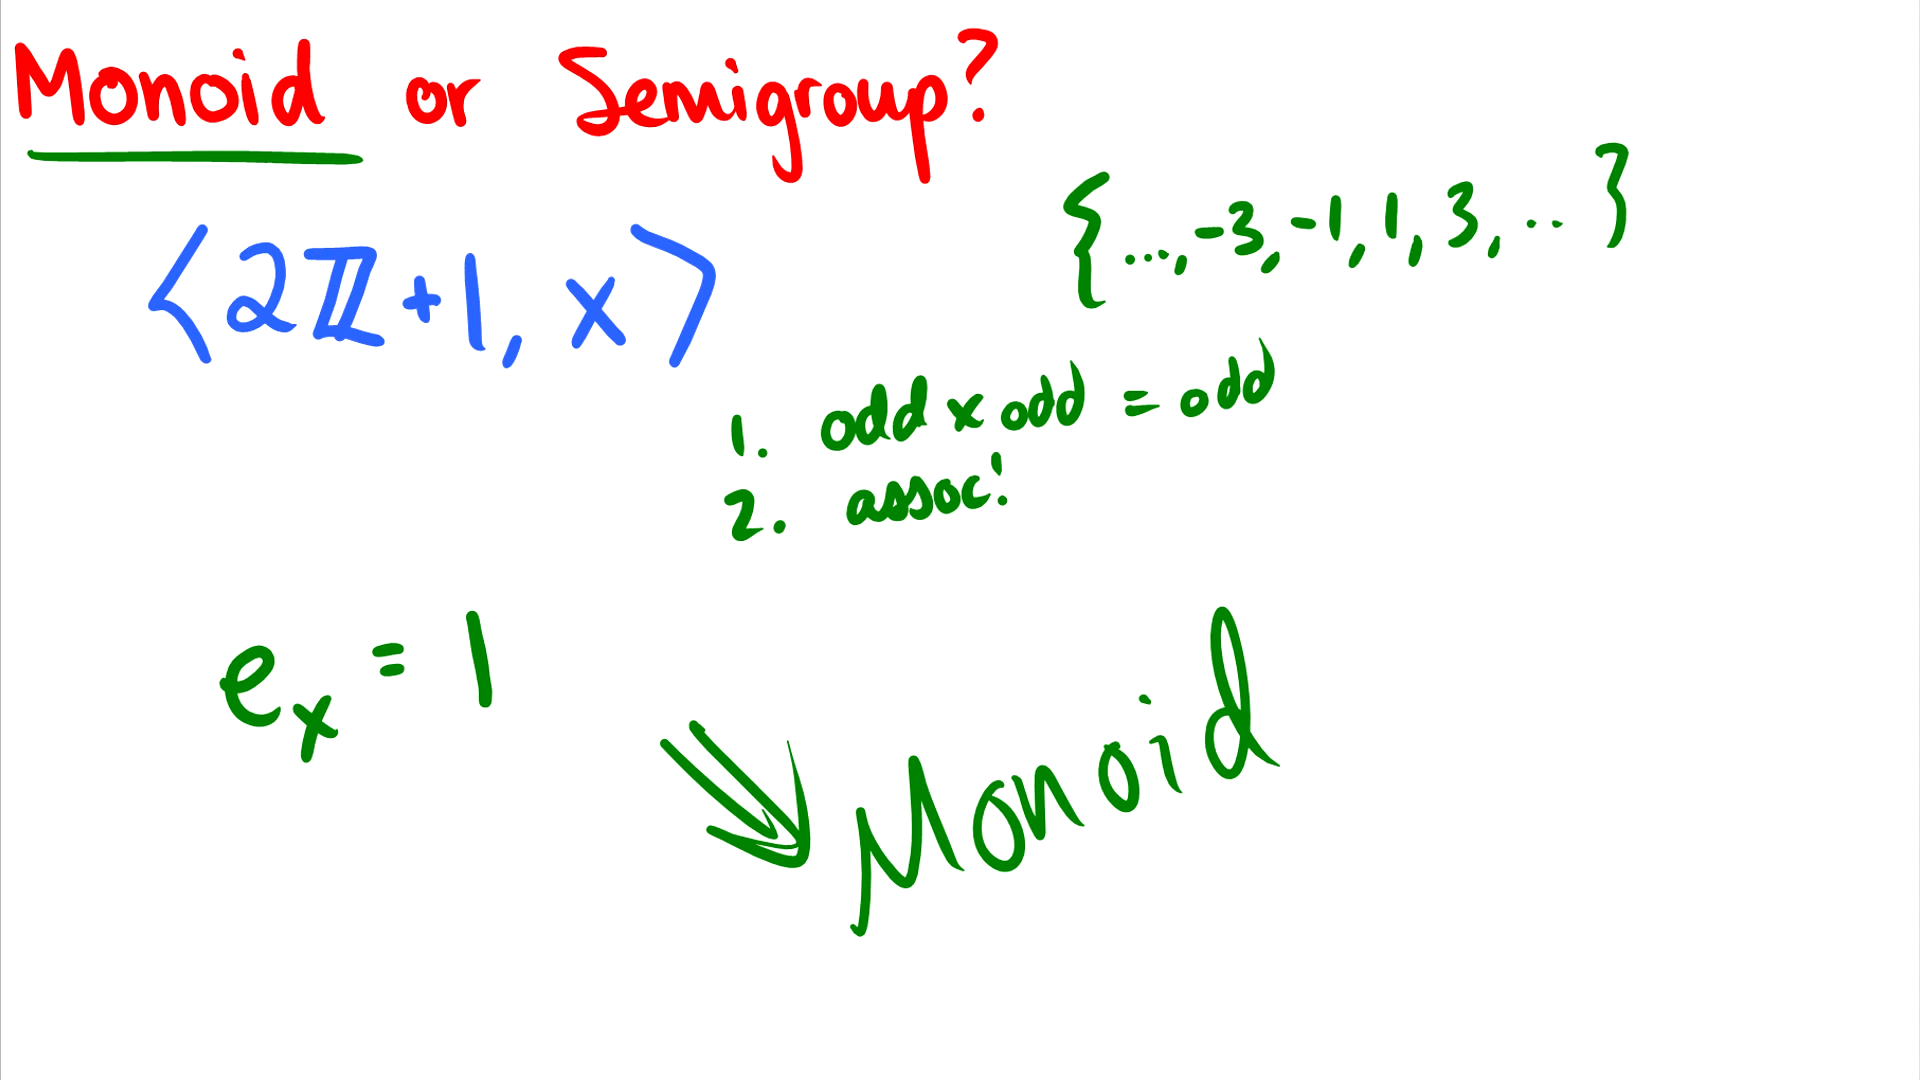 Monoid or Semigroup?
⟨2ℤ+1, x⟩
{..., -3, -1, 1, 3, ..}
1. odd x odd = odd
2. assoc!
eₓ = 1
⇒ Monoid